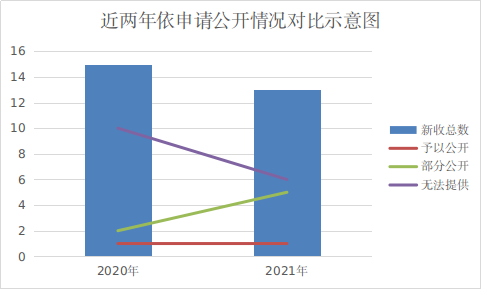 近两年依申请公开情况对比示意图
16
14
12
10
8
6
4
2
0
2020年
2021年
新收总数
予以公开
部分公开
无法提供